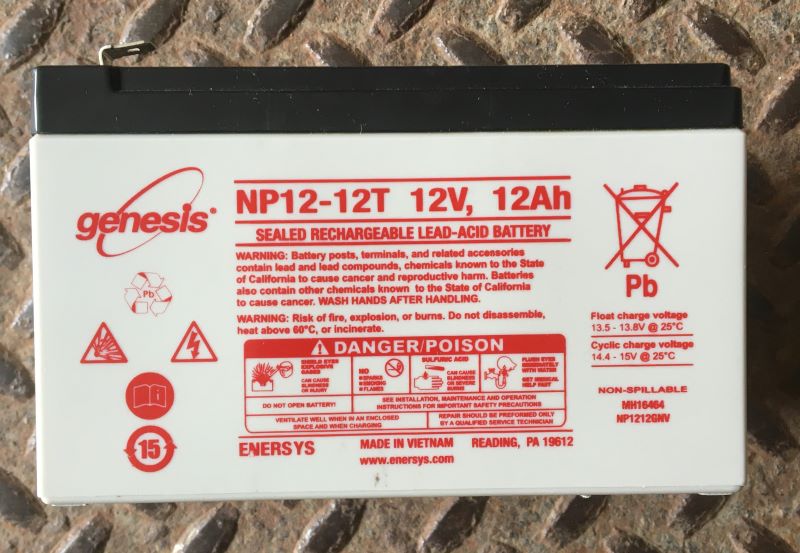 genesis®
NP12-12T 12V, 12Ah
SEALED RECHARGEABLE LEAD-ACID BATTERY
WARNING: Battery posts, terminals, and related accessories
contain lead and lead compounds, chemicals known to the State
of California to cause cancer and reproductive harm. Batteries
also contain other chemicals known to the State of California
to cause cancer. WASH HANDS AFTER HANDLING.
WARNING: Risk of fire, explosion, or burns. Do not disassemble,
heat above 60°C, or incinerate.
Pb
15
DANGER/POISON
SHIELD EYES
EXPLOSIVE
GASES
CAN CAUSE
BLINDNESS
OR INJURY
NO
• SPARKS
• SMOKING
• FLAMES
SULFURIC ACID
CAN CAUSE
BLINDNESS
OR SEVERE
BURNS
FLUSH EYES
IMMEDIATELY
WITH WATER
GET MEDICAL
HELP FAST
DO NOT OPEN BATTERY!
SEE INSTALLATION, MAINTENANCE AND OPERATION
INSTRUCTIONS FOR IMPORTANT SAFETY PRECAUTIONS
VENTILATE WELL WHEN IN AN ENCLOSED
SPACE AND WHEN CHARGING
REPAIR SHOULD BE PREFORMED ONLY
BY A QUALIFIED SERVICE TECHNICIAN
ENERSYS MADE IN VIETNAM READING, PA 19612
www.enersys.com
Pb
Float charge voltage
13.5 - 13.8V @ 25°C
Cyclic charge voltage
14.4 - 15V @ 25°C
NON-SPILLABLE
MH16464
NP1212GNV